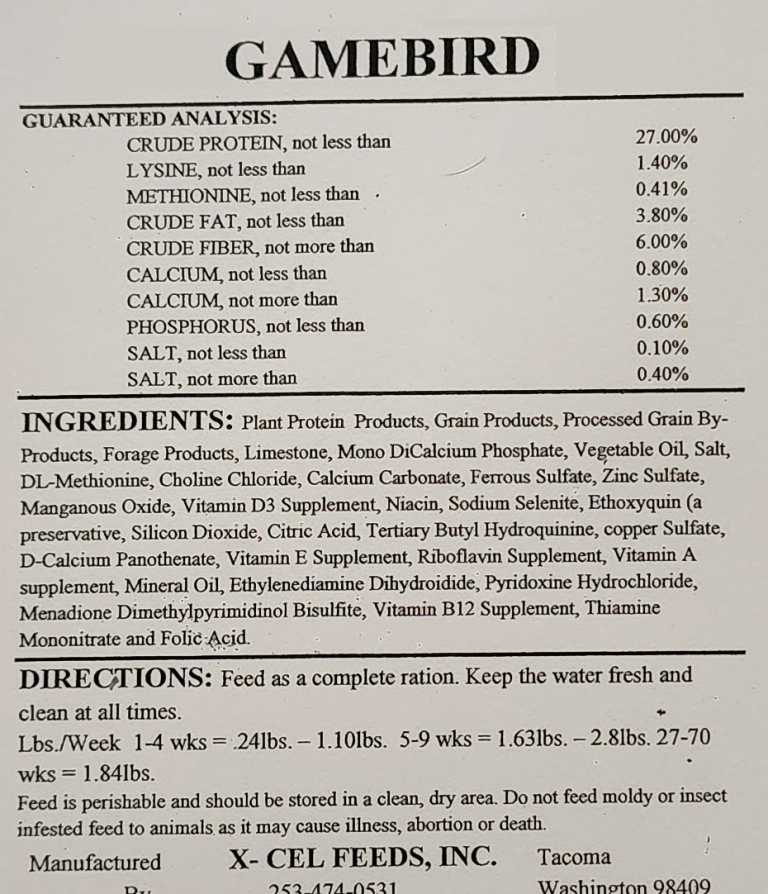 GAMEBIRD
GUARANTEED ANALYSIS:
CRUDE PROTEIN, not less than 27.00%
LYSINE, not less than 1.40%
METHIONINE, not less than 0.41%
CRUDE FAT, not less than 3.80%
CRUDE FIBER, not more than 6.00%
CALCIUM, not less than 0.80%
CALCIUM, not more than 1.30%
PHOSPHORUS, not less than 0.60%
SALT, not less than 0.10%
SALT, not more than 0.40%
INGREDIENTS: Plant Protein Products, Grain Products, Processed Grain By-
Products, Forage Products, Limestone, Mono DiCalcium Phosphate, Vegetable Oil, Salt,
DL-Methionine, Choline Chloride, Calcium Carbonate, Ferrous Sulfate, Zinc Sulfate,
Manganous Oxide, Vitamin D3 Supplement, Niacin, Sodium Selenite, Ethoxyquin (a
preservative, Silicon Dioxide, Citric Acid, Tertiary Butyl Hydroquinine, copper Sulfate,
D-Calcium Panothenate, Vitamin E Supplement, Riboflavin Supplement, Vitamin A
supplement, Mineral Oil, Ethylenediamine Dihydroidide, Pyridoxine Hydrochloride,
Menadione Dimethylpyrimidinol Bisulfite, Vitamin B12 Supplement, Thiamine
Mononitrate and Folic Acid.
DIRECTIONS: Feed as a complete ration. Keep the water fresh and
clean at all times.
Lbs./Week 1-4 wks = .24lbs. – 1.10lbs. 5-9 wks = 1.63lbs. – 2.8lbs. 27-70
wks = 1.84lbs.
Feed is perishable and should be stored in a clean, dry area. Do not feed moldy or insect
infested feed to animals as it may cause illness, abortion or death.
Manufactured X- CEL FEEDS, INC. Tacoma
By 253-474-0531 Washington 98409